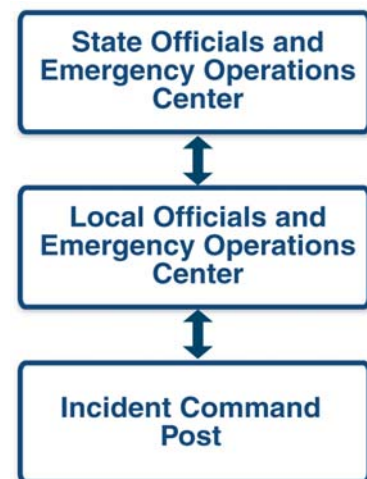 State Officials and
Emergency Operations
Center
Local Officials and
Emergency Operations
Center
Incident Command
Post